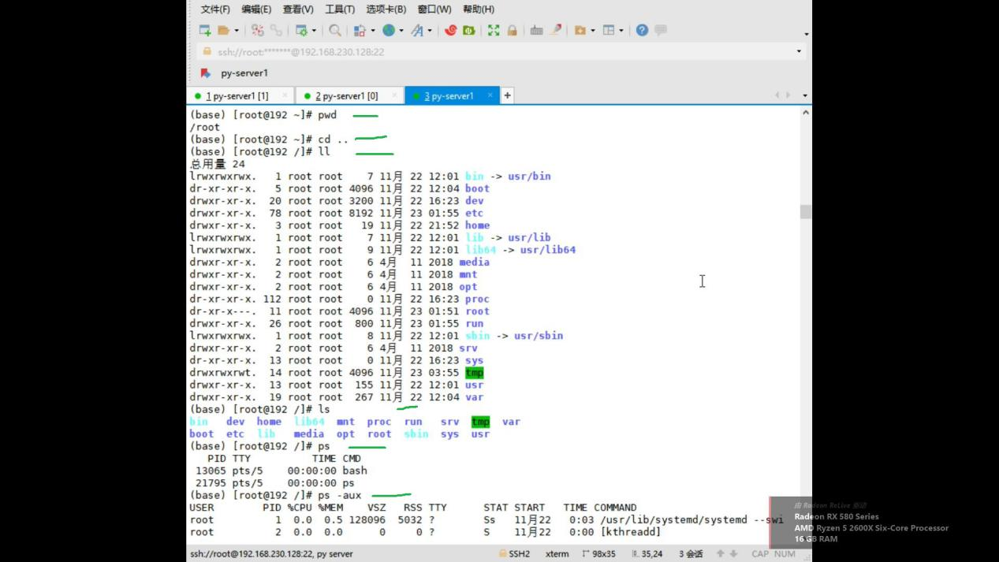 文件(F) 编辑(E) 查看(V) 工具(T) 选项卡(B) 窗口(W) 帮助(H)
ssh://root:*******@192.168.230.128:22
py-server1
1 py-server1 [1] 2 py-server1 [0] 3 py-server1
(base) [root@192 ~]# pwd
/root
(base) [root@192 ~]# cd ..
(base) [root@192 /]# ll
总用量 24
lrwxrwxrwx. 1 root root 7 11月 22 12:01 bin -> usr/bin
dr-xr-xr-x. 5 root root 4096 11月 22 12:04 boot
drwxr-xr-x. 20 root root 3200 11月 22 16:23 dev
drwxr-xr-x. 78 root root 8192 11月 23 01:55 etc
drwxr-xr-x. 3 root root 19 11月 22 21:52 home
lrwxrwxrwx. 1 root root 7 11月 22 12:01 lib -> usr/lib
lrwxrwxrwx. 1 root root 9 11月 22 12:01 lib64 -> usr/lib64
drwxr-xr-x. 2 root root 6 4月 11 2018 media
drwxr-xr-x. 2 root root 6 4月 11 2018 mnt
drwxr-xr-x. 2 root root 6 4月 11 2018 opt
dr-xr-xr-x. 112 root root 0 11月 22 16:23 proc
dr-xr-x---. 11 root root 4096 11月 23 01:51 root
drwxr-xr-x. 26 root root 800 11月 23 01:55 run
lrwxrwxrwx. 1 root root 8 11月 22 12:01 sbin -> usr/sbin
drwxr-xr-x. 2 root root 6 4月 11 2018 srv
dr-xr-xr-x. 13 root root 0 11月 22 16:23 sys
drwxrwxrwt. 14 root root 4096 11月 23 03:55 tmp
drwxr-xr-x. 13 root root 155 11月 22 12:01 usr
drwxr-xr-x. 19 root root 267 11月 22 12:04 var
(base) [root@192 /]# ls
bin dev home lib64 mnt proc run srv tmp var
boot etc lib media opt root sbin sys usr
(base) [root@192 /]# ps
PID TTY TIME CMD
13065 pts/5 00:00:00 bash
21795 pts/5 00:00:00 ps
(base) [root@192 /]# ps -aux
USER PID %CPU %MEM VSZ RSS TTY STAT START TIME COMMAND
root 1 0.0 0.5 128096 5032 ? Ss 11月22 0:03 /usr/lib/systemd/systemd --swi
root 2 0.0 0.0 0 0 ? S 11月22 0:00 [kthreadd]
由 Radeon ReLive 驱动
Radeon RX 580 Series
AMD Ryzen 5 2600X Six-Core Processor
16 GB RAM
ssh://root@192.168.230.128:22, py server SSH2 xterm 98x35 35,24 3 会话 CAP NUM